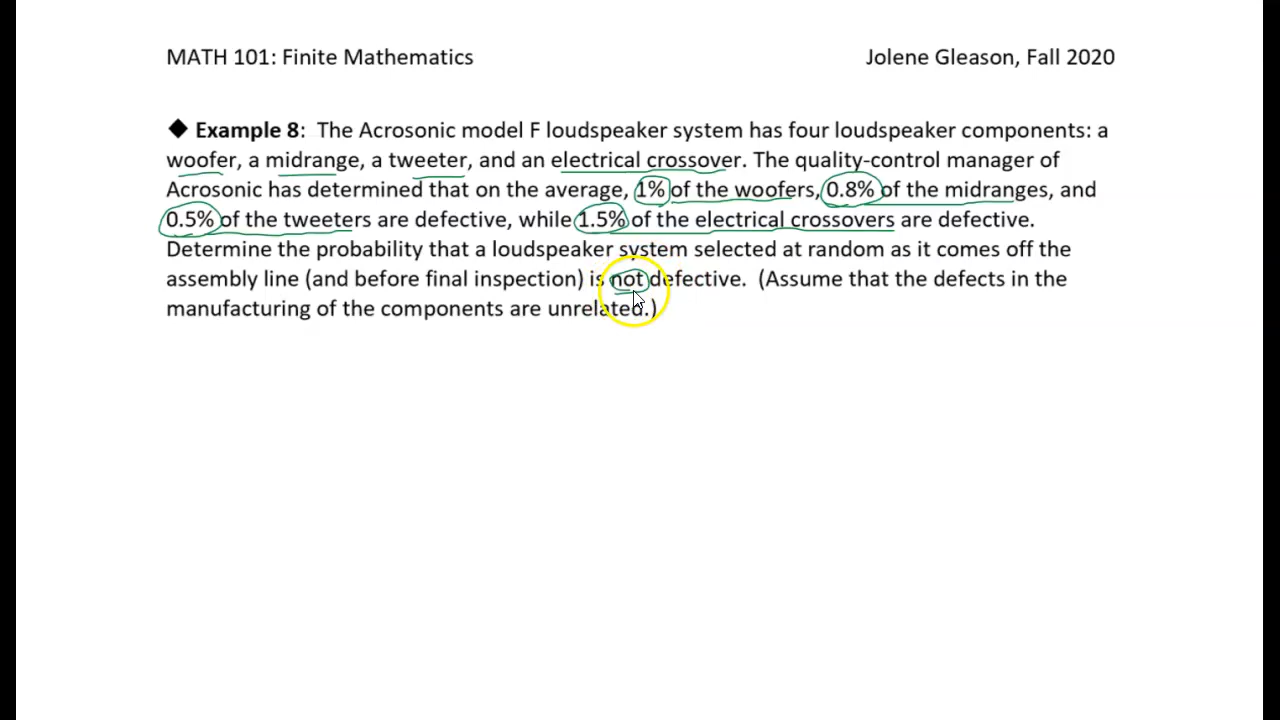 MATH 101: Finite Mathematics
Jolene Gleason, Fall 2020
◆ Example 8: The Acrosonic model F loudspeaker system has four loudspeaker components: a
woofer, a midrange, a tweeter, and an electrical crossover. The quality-control manager of
Acrosonic has determined that on the average, 1% of the woofers, 0.8% of the midranges, and
0.5% of the tweeters are defective, while 1.5% of the electrical crossovers are defective.
Determine the probability that a loudspeaker system selected at random as it comes off the
assembly line (and before final inspection) is not defective. (Assume that the defects in the
manufacturing of the components are unrelated.)